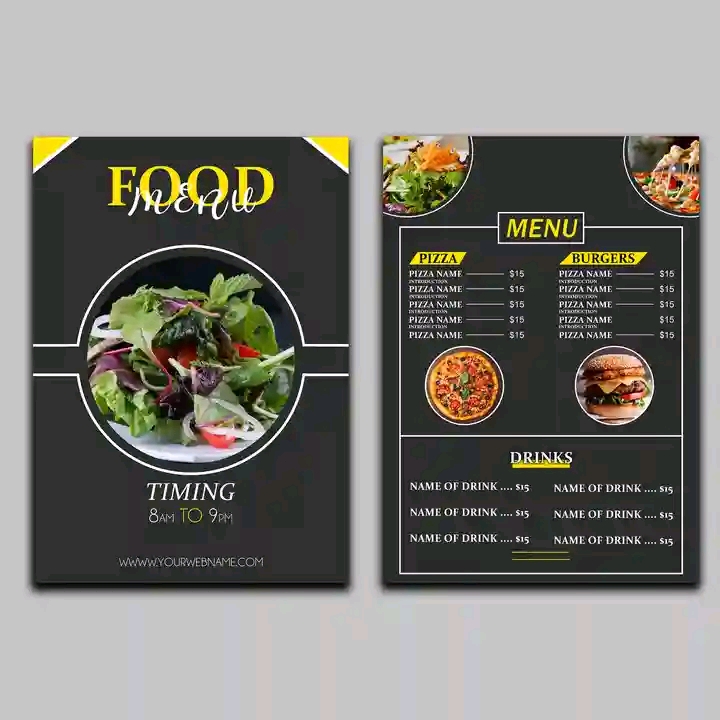 FOOD
menu
TIMING
8AM TO 9PM
WWW.YOURWEBNAME.COM
MENU
PIZZA
PIZZA NAME $15
INTRODUCTION
PIZZA NAME $15
INTRODUCTION
PIZZA NAME $15
INTRODUCTION
PIZZA NAME $15
INTRODUCTION
PIZZA NAME $15
BURGERS
PIZZA NAME $15
INTRODUCTION
PIZZA NAME $15
INTRODUCTION
PIZZA NAME $15
INTRODUCTION
PIZZA NAME $15
INTRODUCTION
PIZZA NAME $15
DRINKS
NAME OF DRINK .... $15
NAME OF DRINK .... $15
NAME OF DRINK .... $15
NAME OF DRINK .... $15
NAME OF DRINK .... $15
NAME OF DRINK .... $15